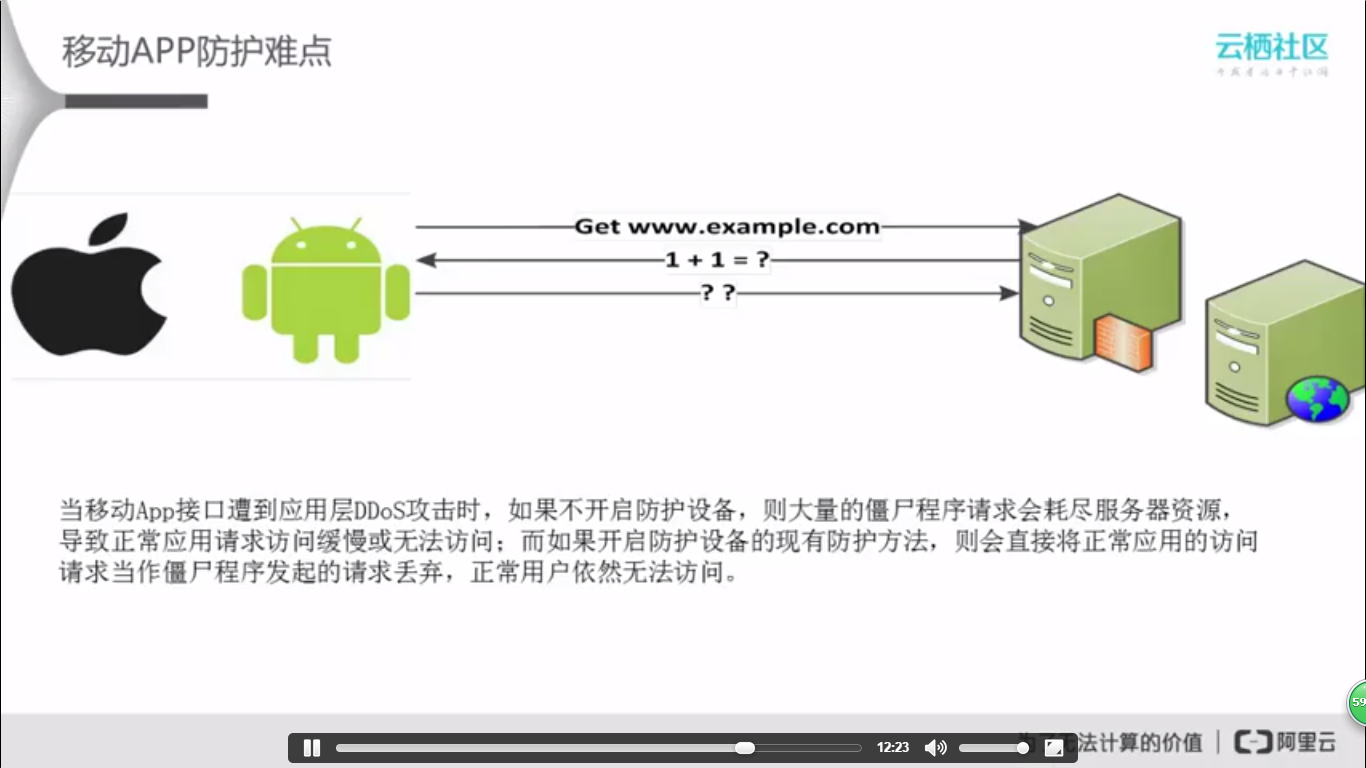 移动APP防护难点
云栖社区
Get www.example.com
1 + 1 = ?
? ?
当移动App接口遭到应用层DDoS攻击时，如果不开启防护设备，则大量的僵尸程序请求会耗尽服务器资源，
导致正常应用请求访问缓慢或无法访问；而如果开启防护设备的现有防护方法，则会直接将正常应用的访问
请求当作僵尸程序发起的请求丢弃，正常用户依然无法访问。
12:23
无法计算的价值
阿里云
59